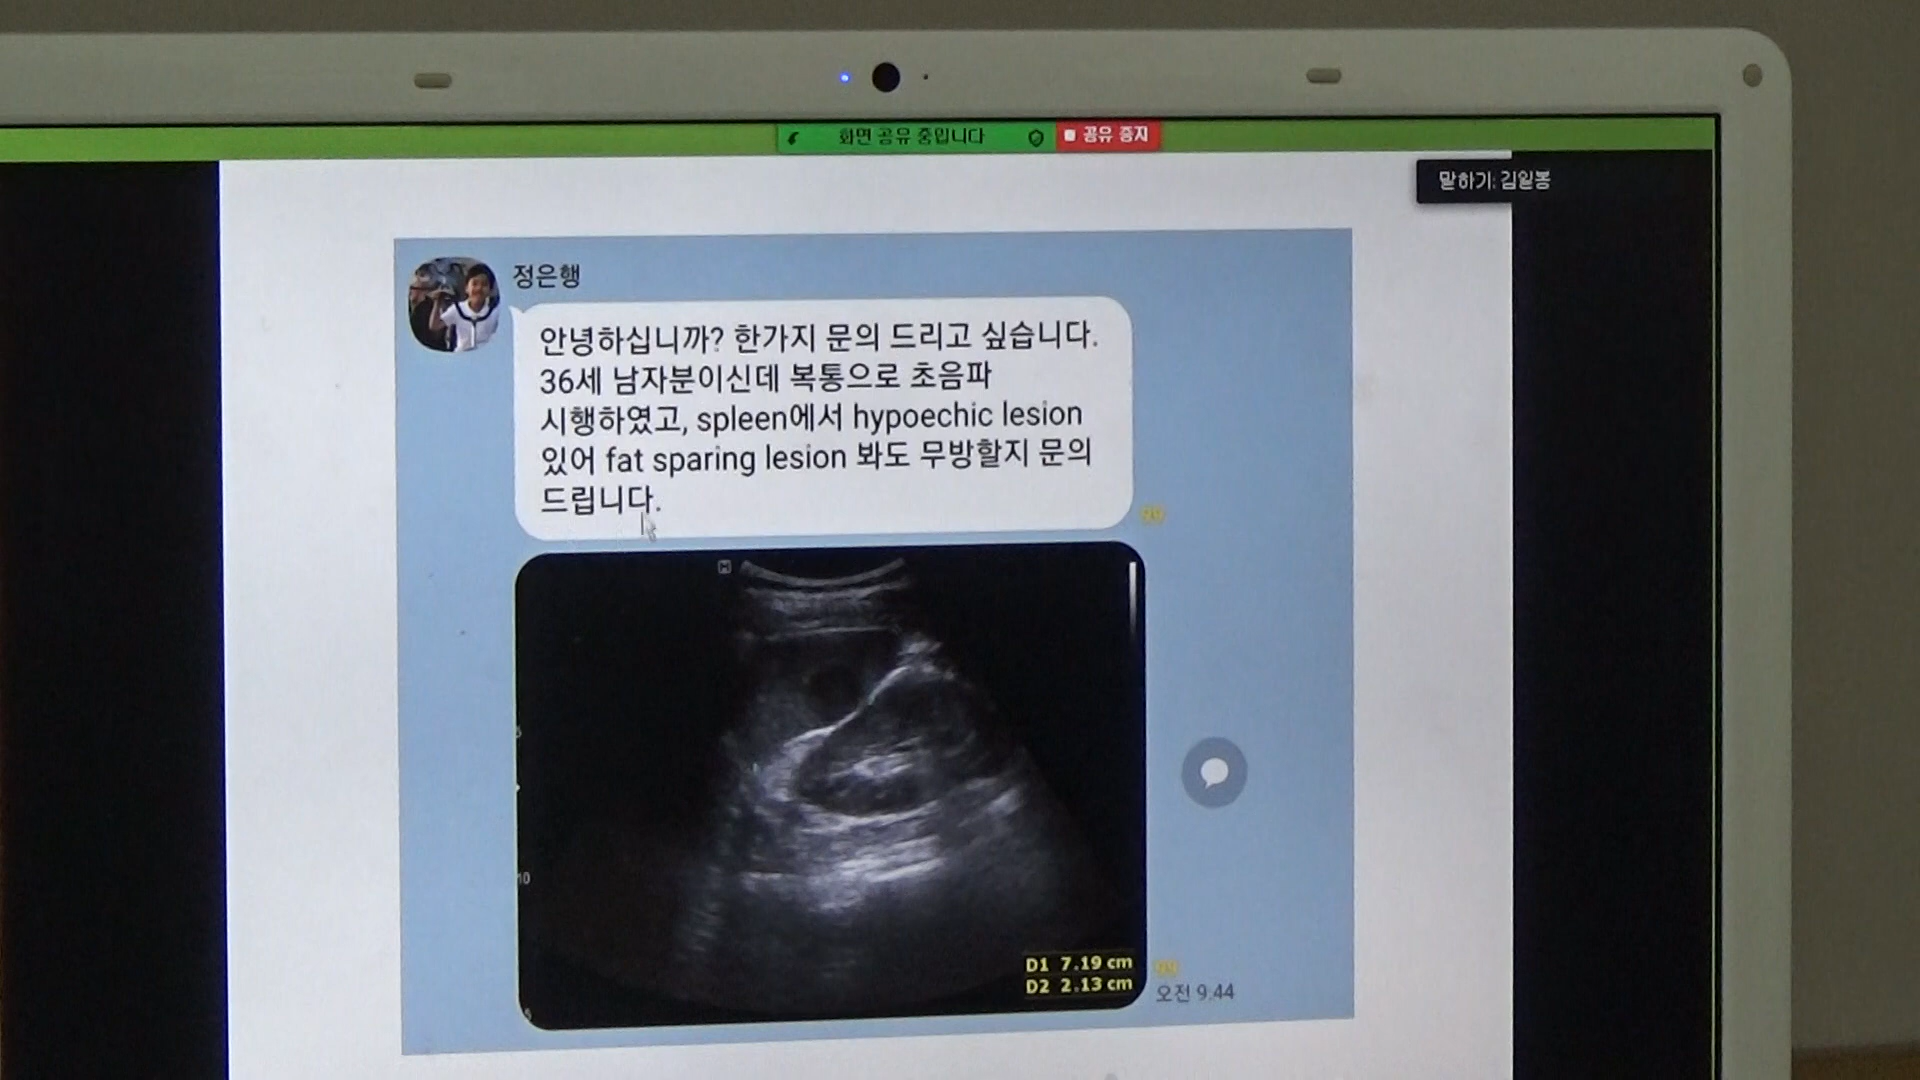 화면 공유 중입니다
공유 중지
말하기: 김일봉
정은행
안녕하십니까? 한가지 문의 드리고 싶습니다.
36세 남자분이신데 복통으로 초음파
시행하였고, spleen에서 hypoechic lesion
있어 fat sparing lesion 봐도 무방할지 문의
드립니다.
99
10
D1 7.19 cm
D2 2.13 cm
99
오전 9:44